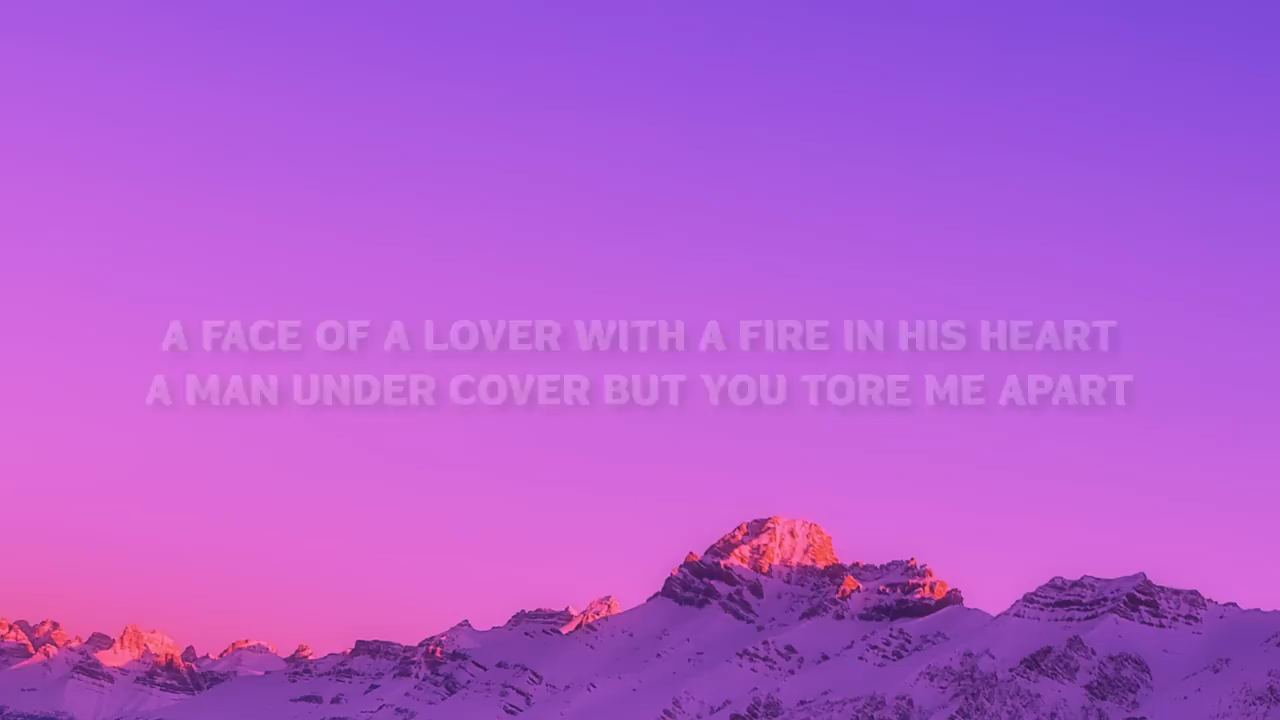 A FACE OF A LOVER WITH A FIRE IN HIS HEART
A MAN UNDER COVER BUT YOU TORE ME APART